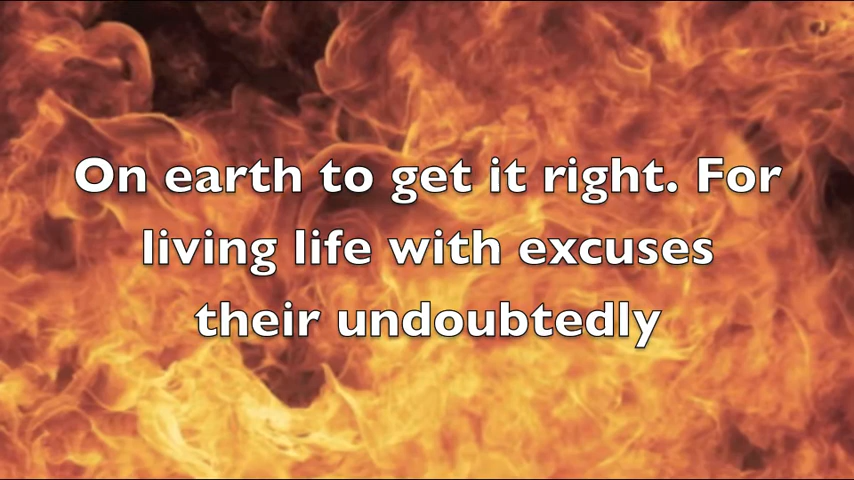 On earth to get it right. For
living life with excuses
their undoubtedly